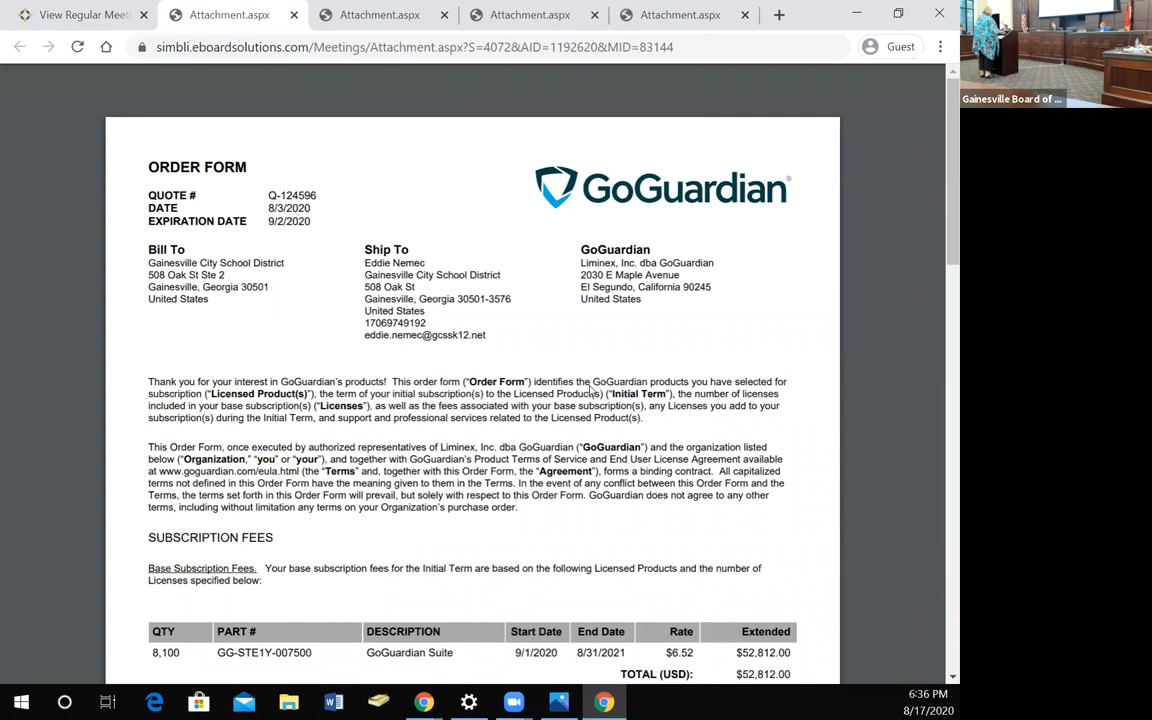 View Regular Meeti
Attachment.aspx
Attachment.aspx
Attachment.aspx
Attachment.aspx
simbli.eboardsolutions.com/Meetings/Attachment.aspx?S=4072&AID=1192620&MID=83144
Guest
Gainesville Board of ...
ORDER FORM
GoGuardian®
QUOTE # Q-124596
DATE 8/3/2020
EXPIRATION DATE 9/2/2020
Bill To
Gainesville City School District
508 Oak St Ste 2
Gainesville, Georgia 30501
United States
Ship To
Eddie Nemec
Gainesville City School District
508 Oak St
Gainesville, Georgia 30501-3576
United States
17069749192
eddie.nemec@gcssk12.net
GoGuardian
Liminex, Inc. dba GoGuardian
2030 E Maple Avenue
El Segundo, California 90245
United States
Thank you for your interest in GoGuardian's products! This order form ("Order Form") identifies the GoGuardian products you have selected for
subscription ("Licensed Product(s)"), the term of your initial subscription(s) to the Licensed Product(s) ("Initial Term"), the number of licenses
included in your base subscription(s) ("Licenses"), as well as the fees associated with your base subscription(s), any Licenses you add to your
subscription(s) during the Initial Term, and support and professional services related to the Licensed Product(s).
This Order Form, once executed by authorized representatives of Liminex, Inc. dba GoGuardian ("GoGuardian") and the organization listed
below ("Organization," "you" or "your"), and together with GoGuardian's Product Terms of Service and End User License Agreement available
at www.goguardian.com/eula.html (the "Terms" and, together with this Order Form, the "Agreement"), forms a binding contract. All capitalized
terms not defined in this Order Form have the meaning given to them in the Terms. In the event of any conflict between this Order Form and the
Terms, the terms set forth in this Order Form will prevail, but solely with respect to this Order Form. GoGuardian does not agree to any other
terms, including without limitation any terms on your Organization's purchase order.
SUBSCRIPTION FEES
Base Subscription Fees. Your base subscription fees for the Initial Term are based on the following Licensed Products and the number of
Licenses specified below:
QTY PART # DESCRIPTION Start Date End Date Rate Extended
8,100 GG-STE1Y-007500 GoGuardian Suite 9/1/2020 8/31/2021 $6.52 $52,812.00
TOTAL (USD): $52,812.00
6:36 PM
8/17/2020